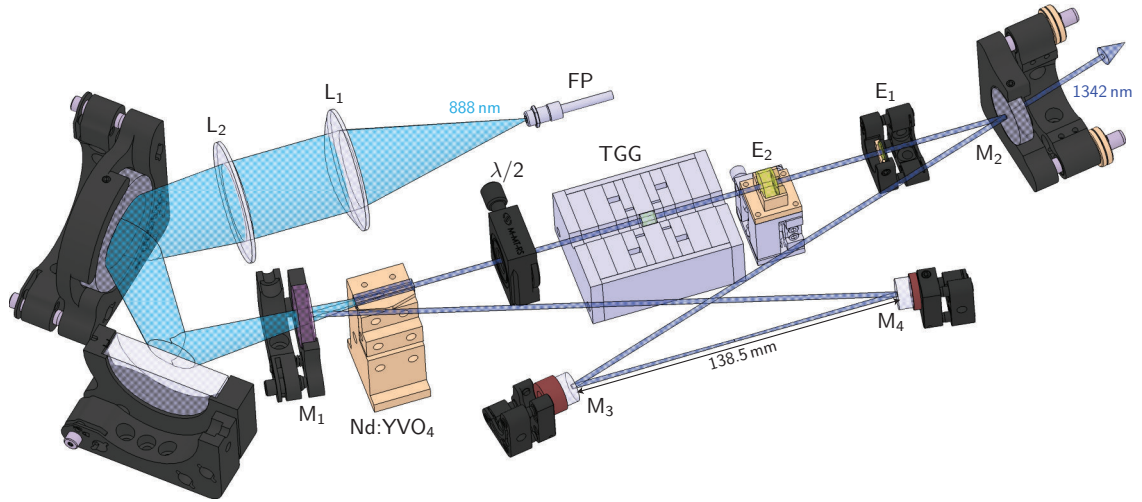 FP
L₁
888 nm
L₂
1342 nm
E₁
M₂
TGG
E₂
λ/2
M₄
138.5 mm
M₁
M₃
Nd:YVO₄